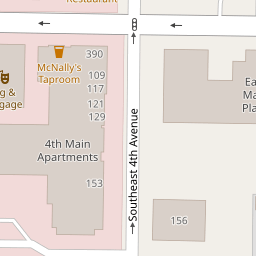 Restaurant
390
McNally's
Taproom
109
117
121
129
g &
gage
4th Main
Apartments
153
Southeast 4th Avenue
Ea
Ma
Pla
156